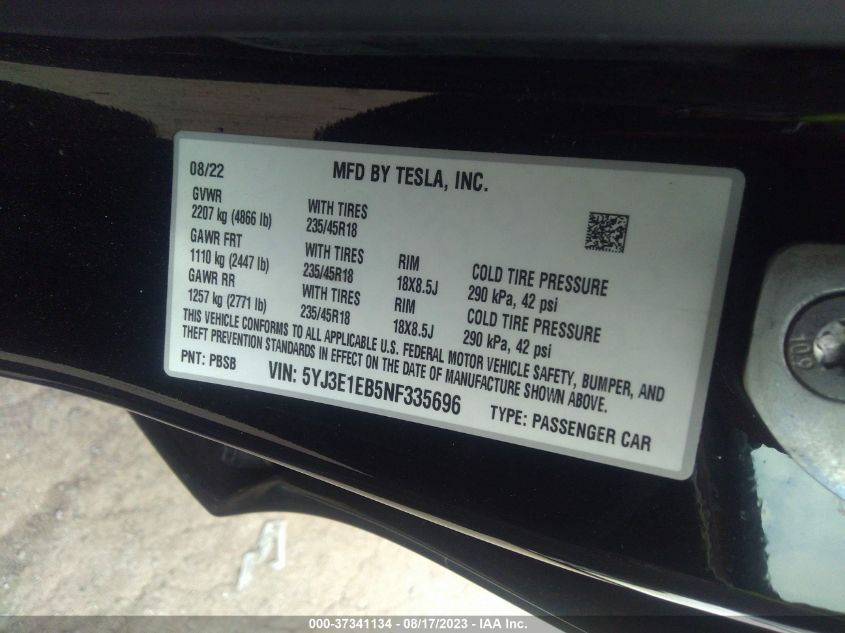 08/22 MFD BY TESLA, INC.
GVWR
2207 kg (4866 lb) WITH TIRES
235/45R18
GAWR FRT
1110 kg (2447 lb) WITH TIRES RIM COLD TIRE PRESSURE
235/45R18 18X8.5J 290 kPa, 42 psi
GAWR RR
1257 kg (2771 lb) WITH TIRES RIM COLD TIRE PRESSURE
235/45R18 18X8.5J 290 kPa, 42 psi
THIS VEHICLE CONFORMS TO ALL APPLICABLE U.S. FEDERAL MOTOR VEHICLE SAFETY, BUMPER, AND
THEFT PREVENTION STANDARDS IN EFFECT ON THE DATE OF MANUFACTURE SHOWN ABOVE.
PNT: PBSB VIN: 5YJ3E1EB5NF335696 TYPE: PASSENGER CAR
10.9
000-37341134 - 08/17/2023 - IAA Inc.